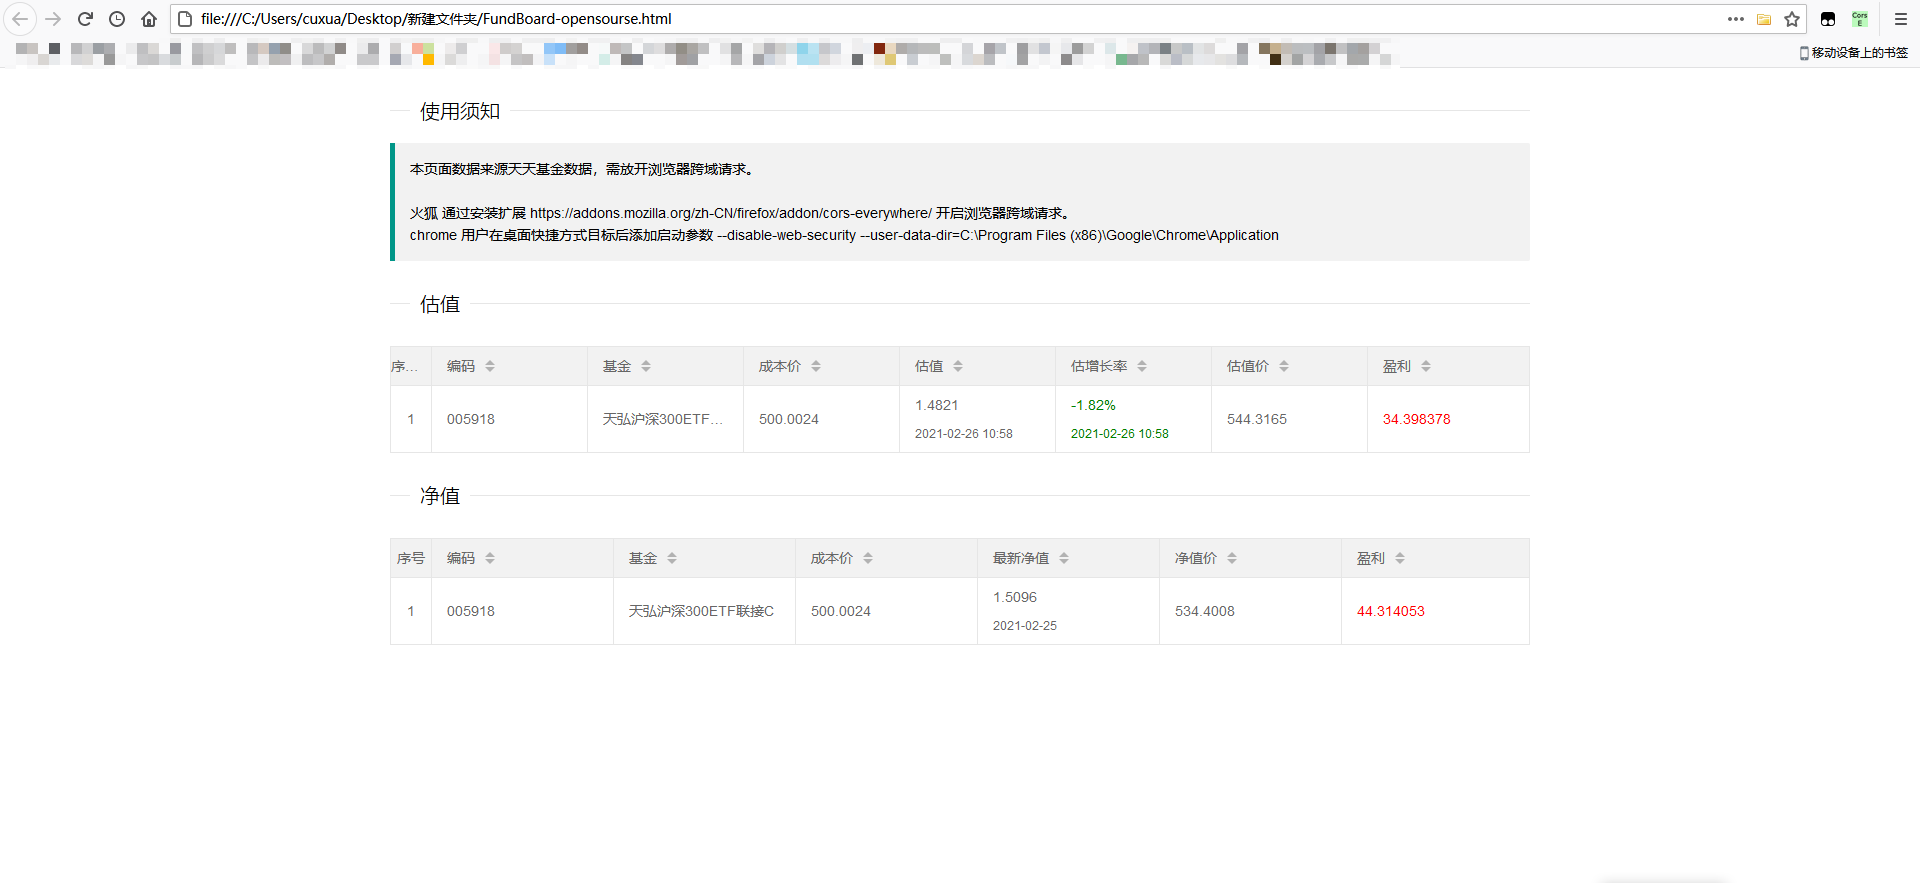 file:///C:/Users/cuxua/Desktop/新建文件夹/FundBoard-opensourse.html
Cors
E
移动设备上的书签
使用须知
本页面数据来源天天基金数据，需放开浏览器跨域请求。
火狐 通过安装扩展 https://addons.mozilla.org/zh-CN/firefox/addon/cors-everywhere/ 开启浏览器跨域请求。
chrome 用户在桌面快捷方式目标后添加启动参数 --disable-web-security --user-data-dir=C:\Program Files (x86)\Google\Chrome\Application
估值
序... 编码 基金 成本价 估值 估增长率 估值价 盈利
1 005918 天弘沪深300ETF... 500.0024 1.4821 -1.82% 544.3165 34.398378
2021-02-26 10:58 2021-02-26 10:58
净值
序号 编码 基金 成本价 最新净值 净值价 盈利
1 005918 天弘沪深300ETF联接C 500.0024 1.5096 534.4008 44.314053
2021-02-25